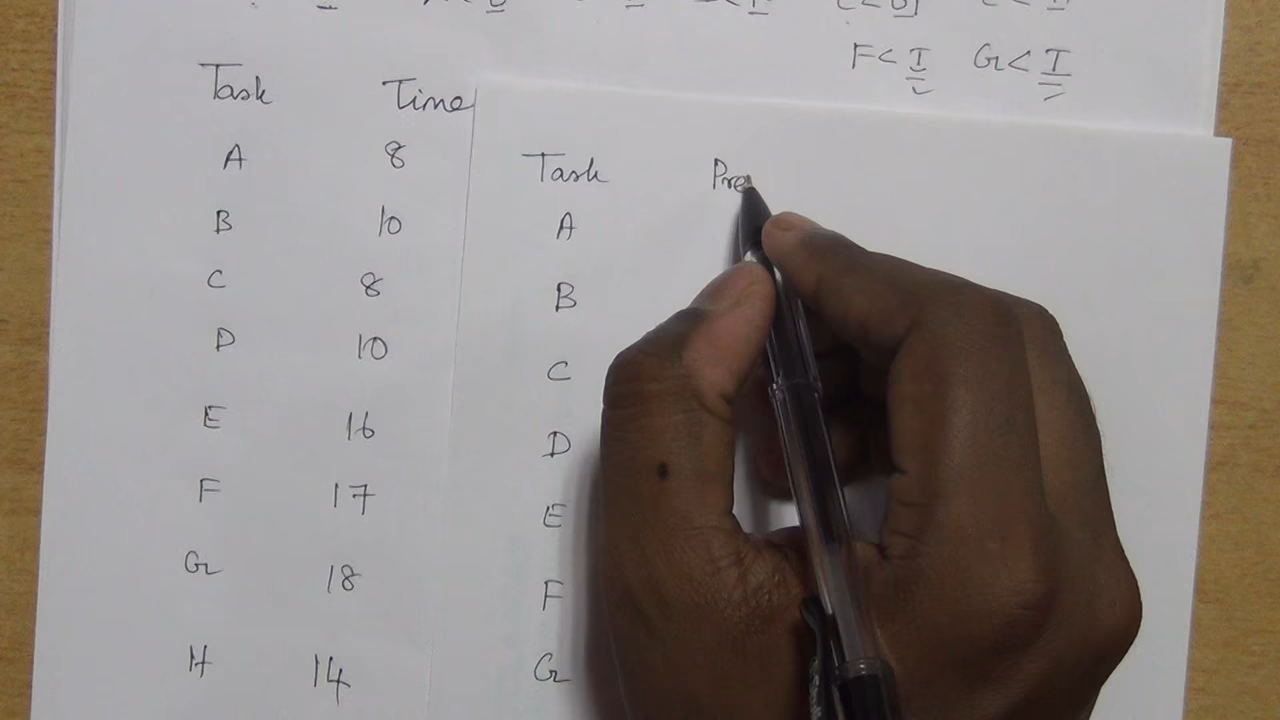 F < I G < I
Task Time
A 8
B 10
C 8
D 10
E 16
F 17
G 18
H 14
Task Pre
A
B
C
D
E
F
G